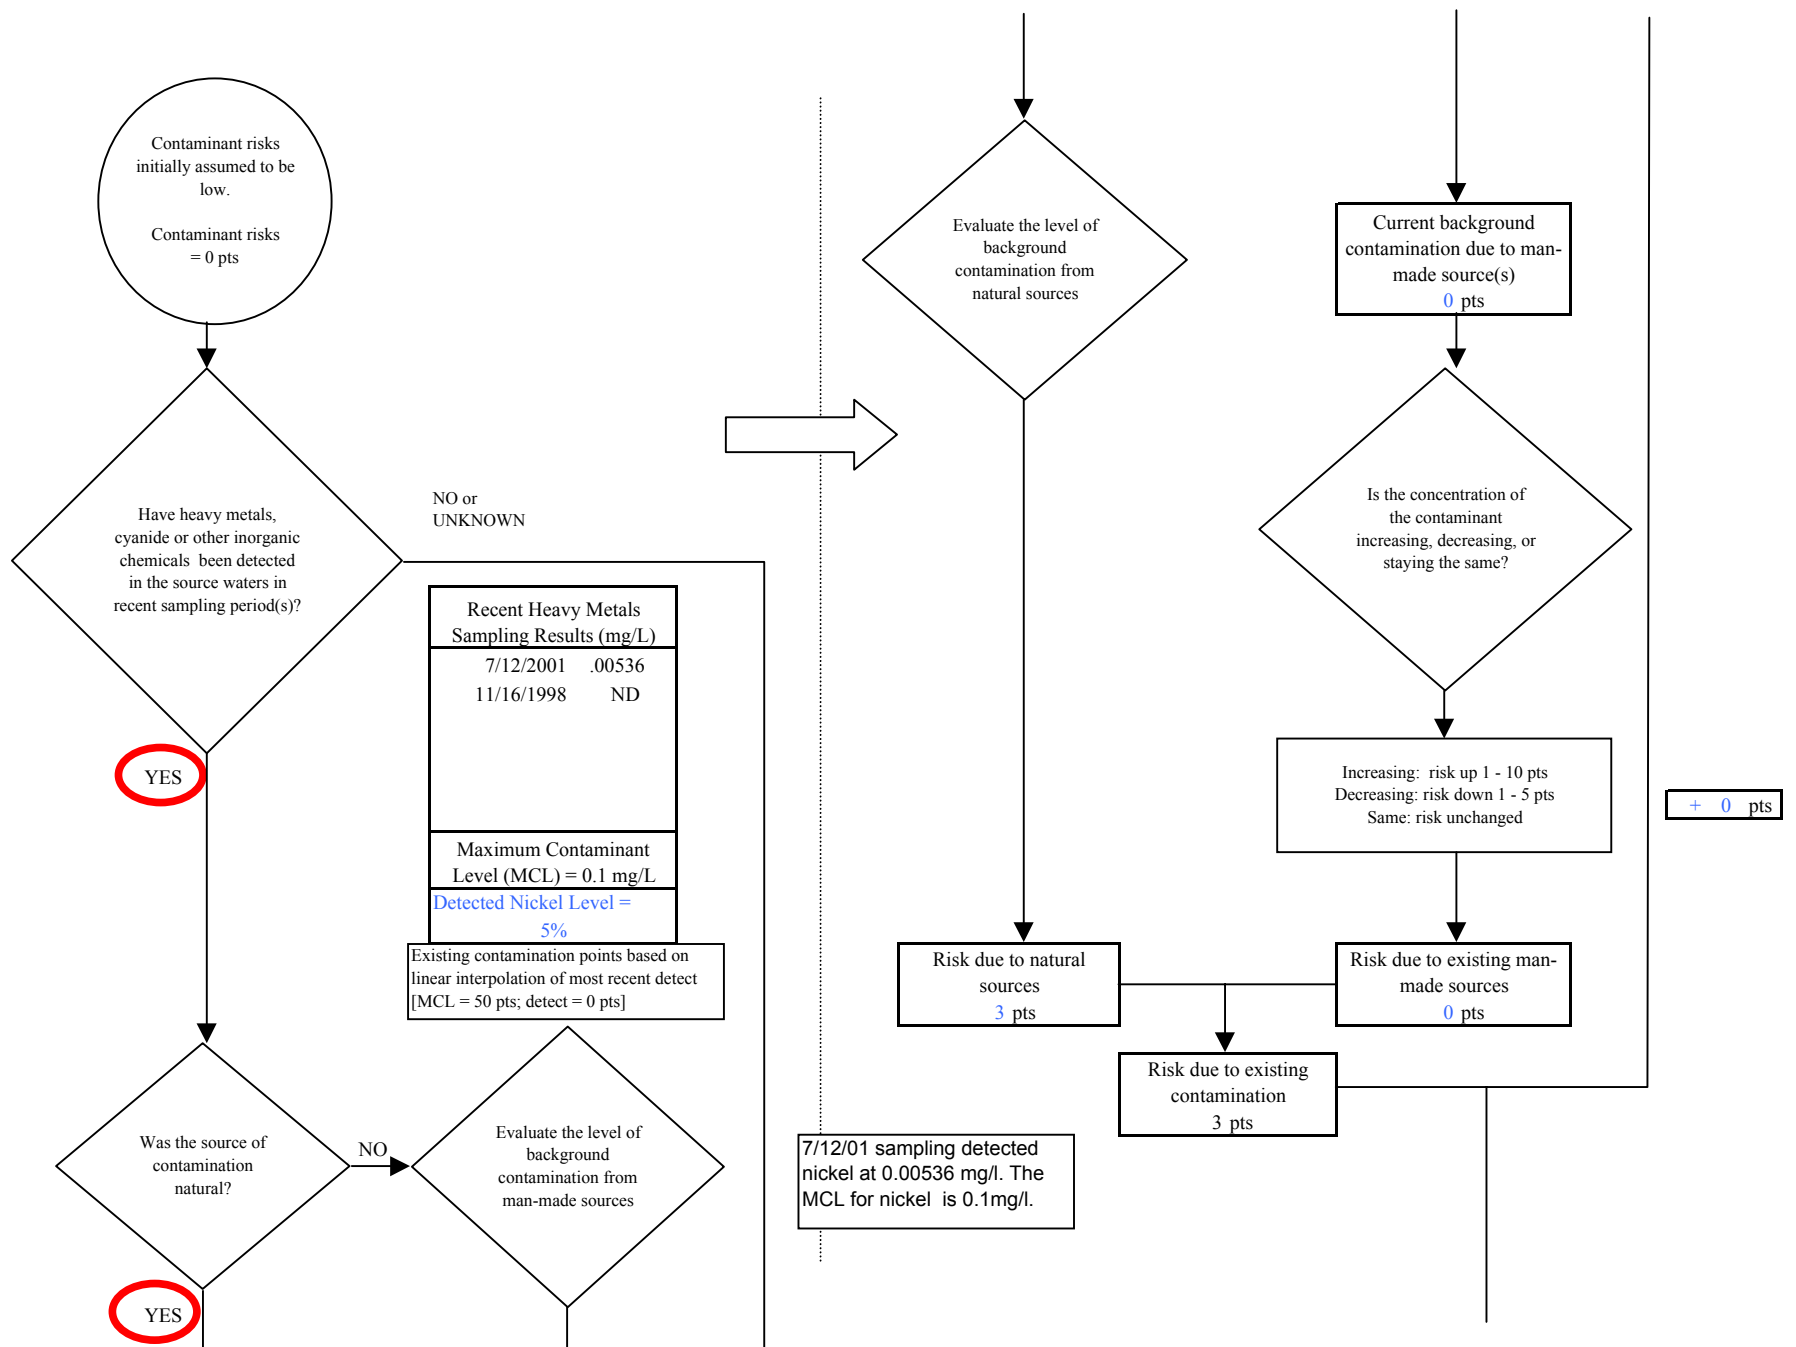 Contaminant risks
initially assumed to be
low.
Contaminant risks
= 0 pts
Have heavy metals,
cyanide or other inorganic
chemicals been detected
in the source waters in
recent sampling period(s)?
NO or
UNKNOWN
YES
Recent Heavy Metals
Sampling Results (mg/L)
7/12/2001 .00536
11/16/1998 ND
Maximum Contaminant
Level (MCL) = 0.1 mg/L
Detected Nickel Level =
5%
Existing contamination points based on
linear interpolation of most recent detect
[MCL = 50 pts; detect = 0 pts]
Was the source of
contamination
natural?
NO
YES
Evaluate the level of
background
contamination from
man-made sources
Evaluate the level of
background
contamination from
natural sources
Current background
contamination due to man-
made source(s)
0 pts
Is the concentration of
the contaminant
increasing, decreasing, or
staying the same?
Increasing: risk up 1 - 10 pts
Decreasing: risk down 1 - 5 pts
Same: risk unchanged
+ 0 pts
Risk due to natural
sources
3 pts
Risk due to existing man-
made sources
0 pts
Risk due to existing
contamination
3 pts
7/12/01 sampling detected
nickel at 0.00536 mg/l. The
MCL for nickel is 0.1mg/l.